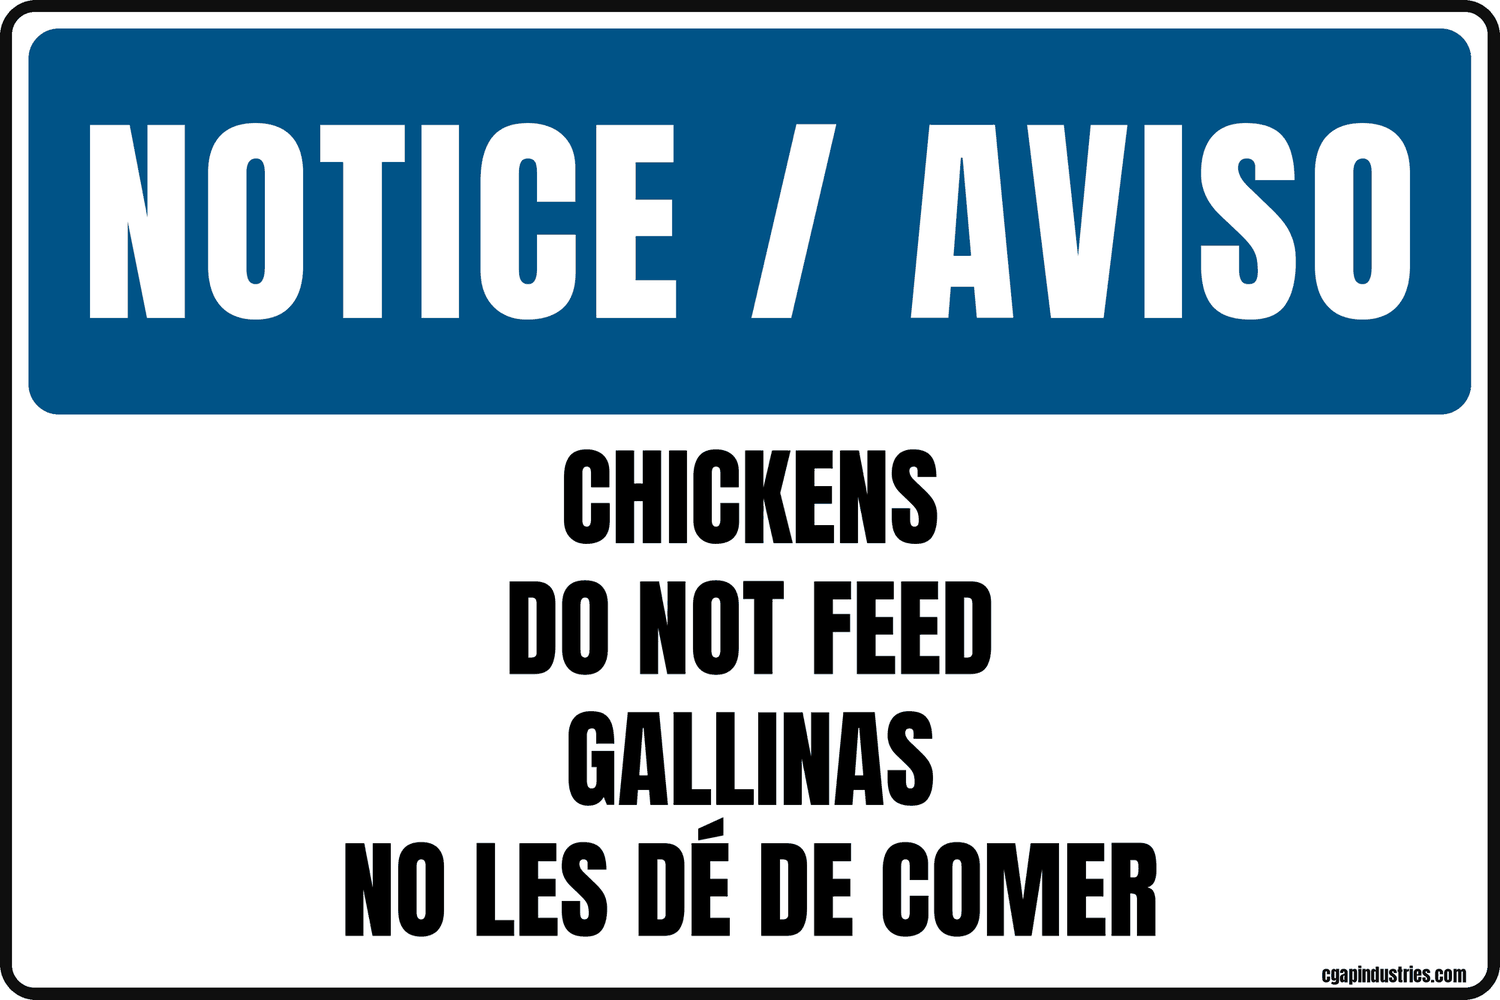 NOTICE / AVISO
CHICKENS
DO NOT FEED
GALLINAS
NO LES DÉ DE COMER
cgapindustries.com